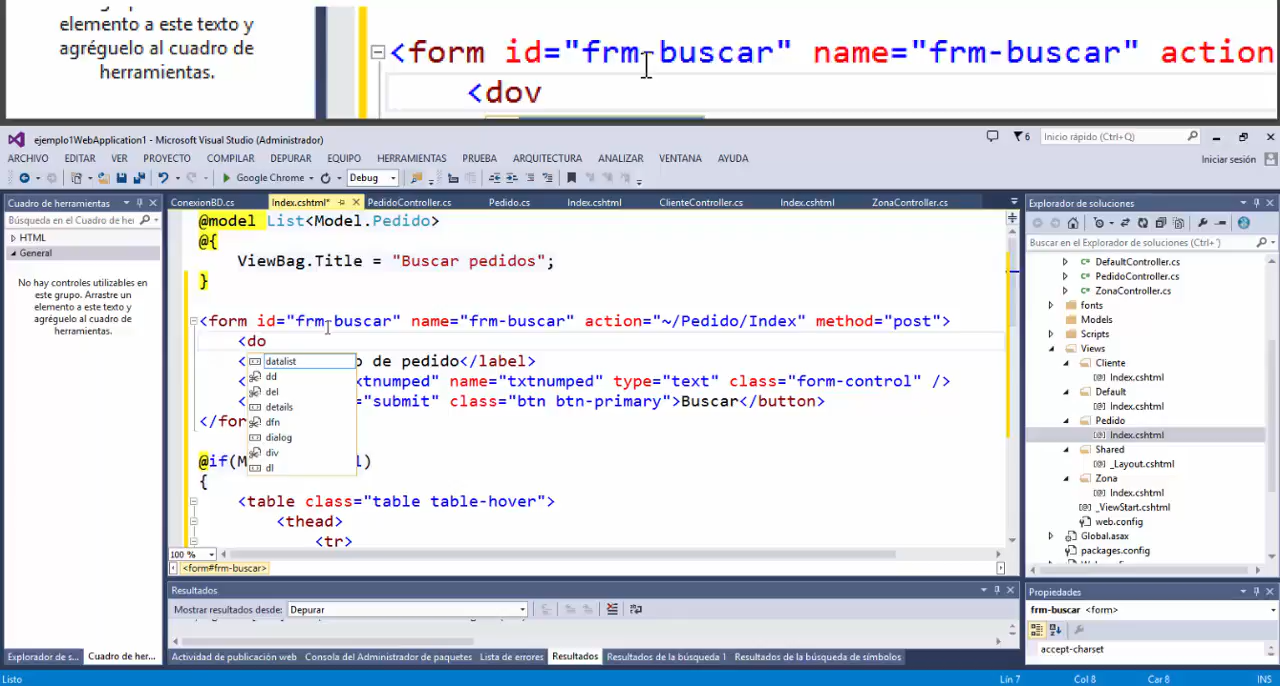 elemento a este texto y
agréguelo al cuadro de
herramientas.
<form id="frm-buscar" name="frm-buscar" action
<dov
ejemplo1WebApplication1 - Microsoft Visual Studio (Administrador)
6
Inicio rápido (Ctrl+Q)
ARCHIVO EDITAR VER PROYECTO COMPILAR DEPURAR EQUIPO HERRAMIENTAS PRUEBA ARQUITECTURA ANALIZAR VENTANA AYUDA
Iniciar sesión
Google Chrome
Debug
Cuadro de herramientas
Búsqueda en el Cuadro de her
HTML
General
No hay controles utilizables en
este grupo. Arrastre un
elemento a este texto y
agréguelo al cuadro de
herramientas.
ConexionBD.cs Index.cshtml* PedidoController.cs Pedido.cs Index.cshtml ClienteController.cs Index.cshtml ZonaController.cs
@model List<Model.Pedido>
@{
ViewBag.Title = "Buscar pedidos";
}
<form id="frm-buscar" name="frm-buscar" action="~/Pedido/Index" method="post">
<do
< o de pedido</label>
< xtnumped" name="txtnumped" type="text" class="form-control" />
< ="submit" class="btn btn-primary">Buscar</button>
</for
@if(M l)
{
<table class="table table-hover">
<thead>
<tr>
datalist
dd
del
details
dfn
dialog
div
dl
100 %
<form#frm-buscar>
Explorador de soluciones
Buscar en el Explorador de soluciones (Ctrl+')
DefaultController.cs
PedidoController.cs
ZonaController.cs
fonts
Models
Scripts
Views
Cliente
Index.cshtml
Default
Index.cshtml
Pedido
Index.cshtml
Shared
_Layout.cshtml
Zona
Index.cshtml
_ViewStart.cshtml
web.config
Global.asax
packages.config
Resultados
Mostrar resultados desde: Depurar
Propiedades
frm-buscar <form>
accept-charset
Explorador de s... Cuadro de her...
Actividad de publicación web Consola del Administrador de paquetes Lista de errores Resultados Resultados de la búsqueda 1 Resultados de la búsqueda de símbolos
Listo
Lín 7 Col 8 Car 8 INS